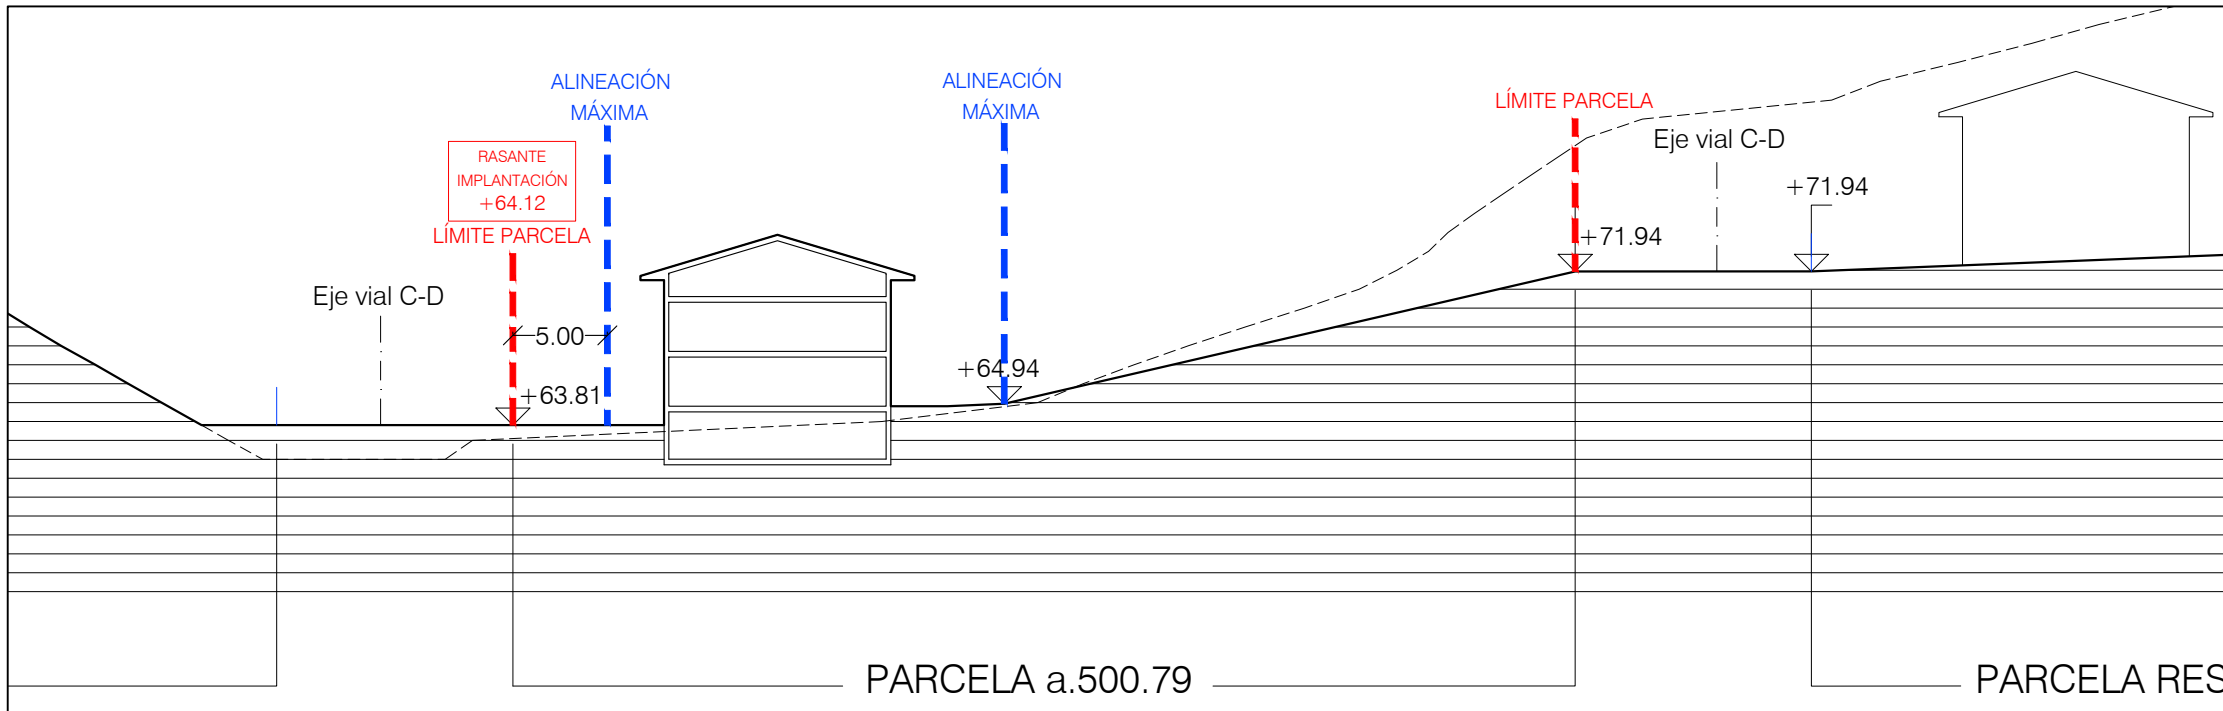 ALINEACIÓN
MÁXIMA
ALINEACIÓN
MÁXIMA
LÍMITE PARCELA
Eje vial C-D
RASANTE
IMPLANTACIÓN
+64.12
LÍMITE PARCELA
+71.94
+71.94
Eje vial C-D
5.00
+64.94
+63.81
PARCELA a.500.79
PARCELA RES